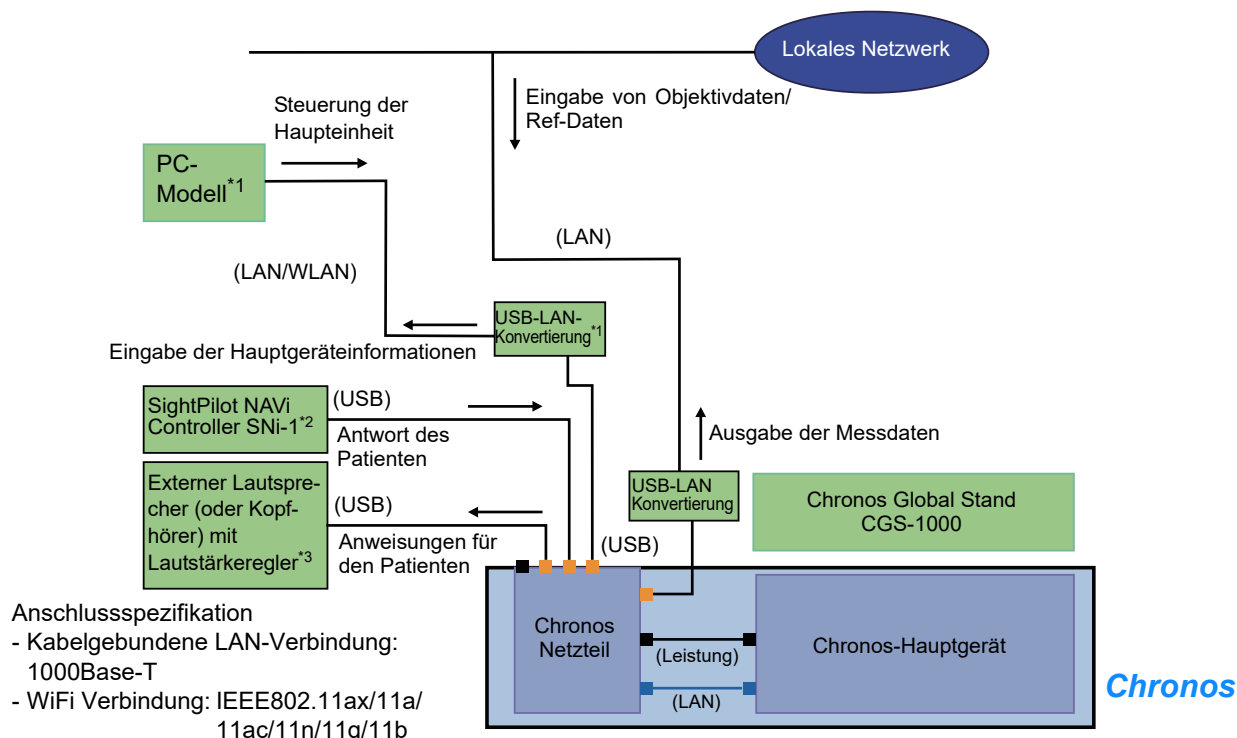 Lokales Netzwerk
Eingabe von Objektivdaten/
Ref-Daten
Steuerung der
Haupteinheit
PC-
Modell*1
(LAN)
(LAN/WLAN)
USB-LAN-
Konvertierung*1
Eingabe der Hauptgeräteinformationen
SightPilot NAVi
Controller SNi-1*2
(USB)
Antwort des
Patienten
Ausgabe der Messdaten
Externer Lautspre-
cher (oder Kopf-
hörer) mit
Lautstärkeregler*3
(USB)
Anweisungen für
den Patienten
USB-LAN
Konvertierung
(USB)
Chronos Global Stand
CGS-1000
Chronos
Netzteil
(Leistung)
(LAN)
Chronos-Hauptgerät
Chronos
Anschlussspezifikation
- Kabelgebundene LAN-Verbindung:
1000Base-T
- WiFi Verbindung: IEEE802.11ax/11a/
11ac/11n/11g/11b